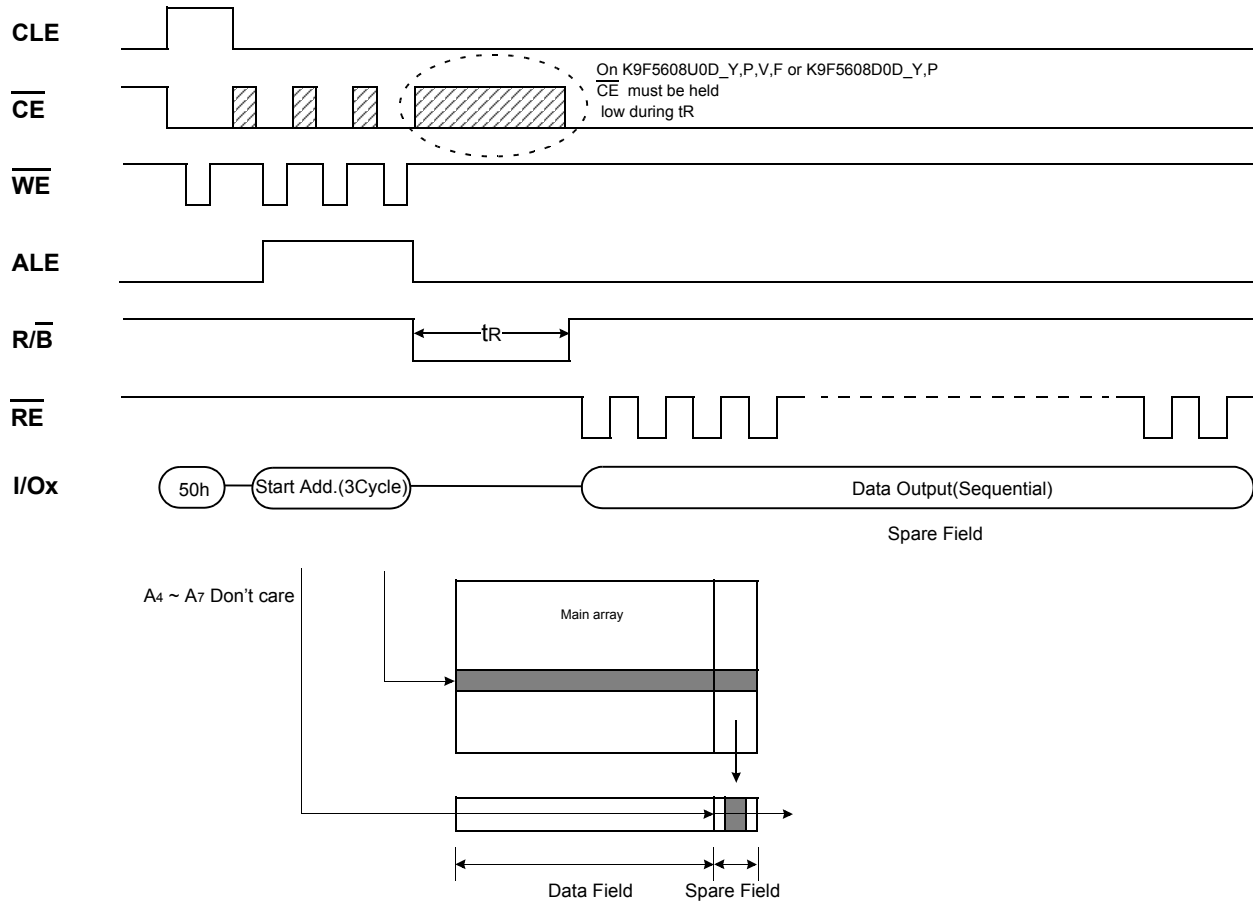 CLE
On K9F5608U0D_Y,P,V,F or K9F5608D0D_Y,P
CE must be held
low during tR
CE
WE
ALE
R/B
tR
RE
I/Ox
50h
Start Add.(3Cycle)
Data Output(Sequential)
Spare Field
A4 ~ A7 Don't care
Main array
Data Field
Spare Field